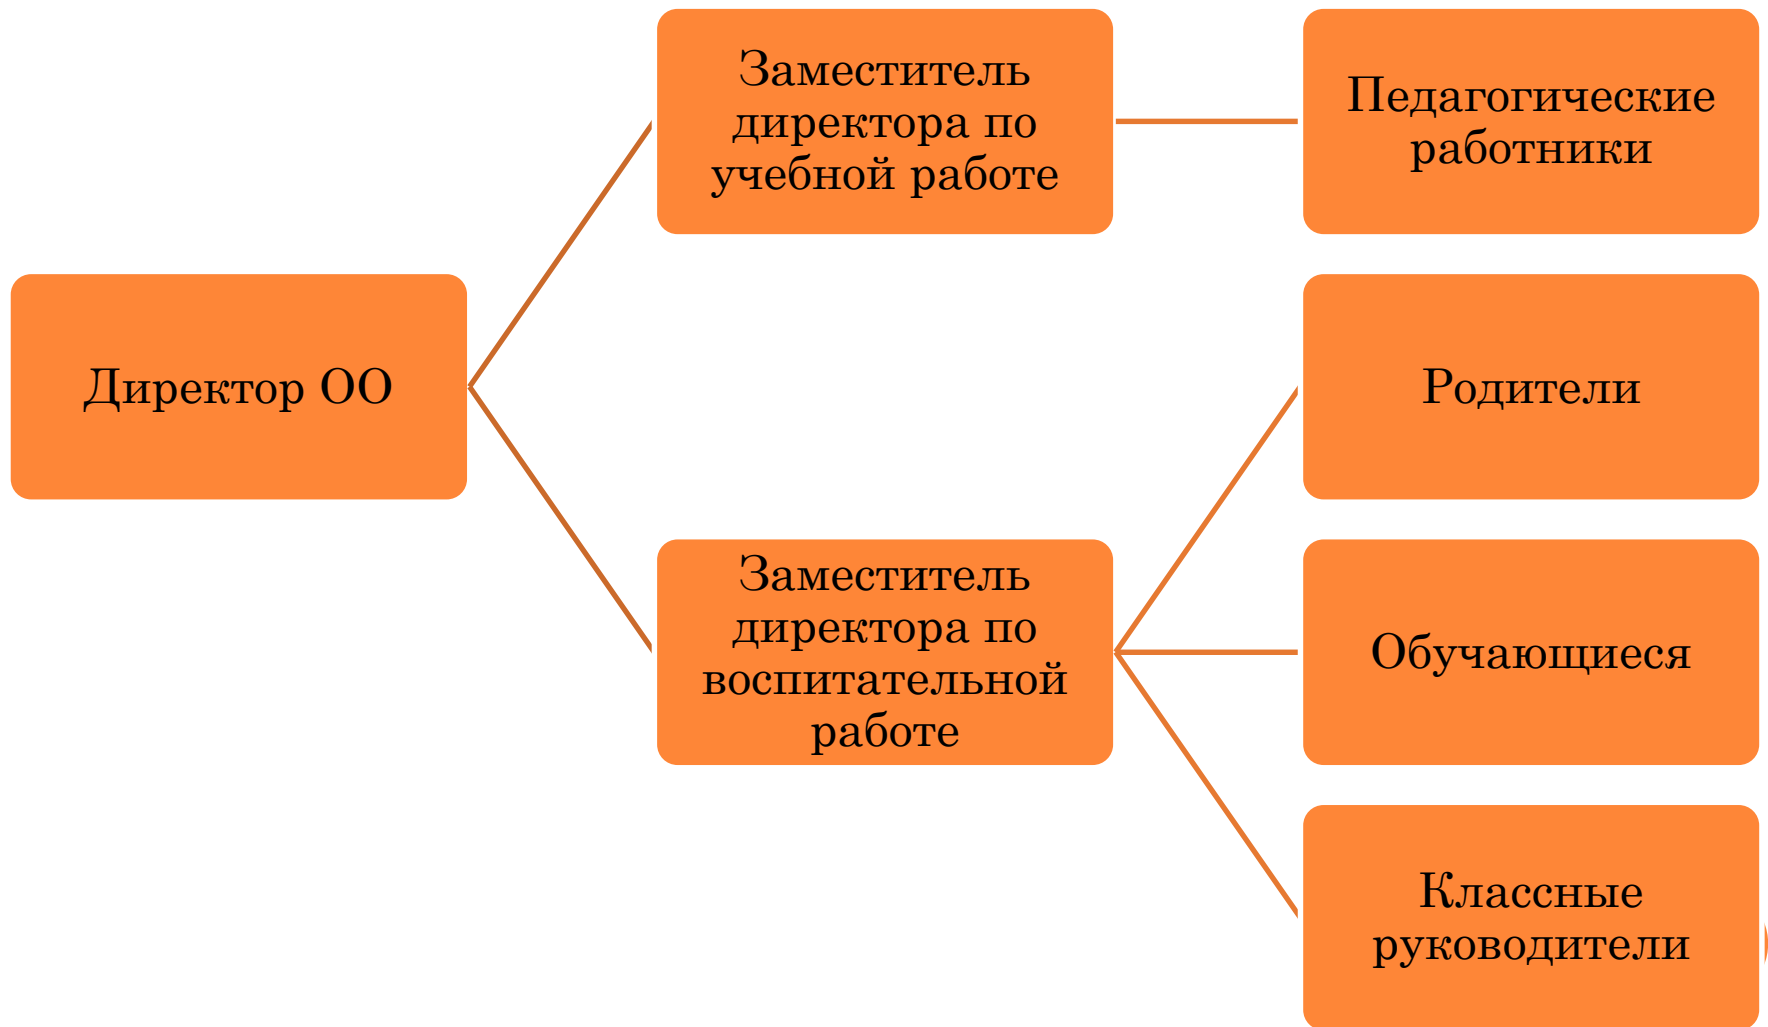 Директор ОО
Заместитель
директора по
учебной работе
Педагогические
работники
Заместитель
директора по
воспитательной
работе
Родители
Обучающиеся
Классные
руководители